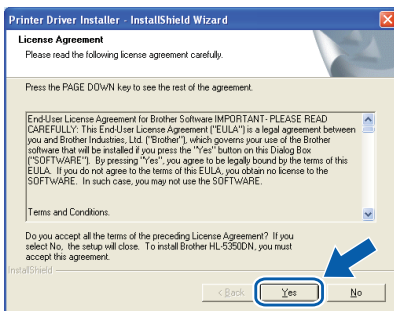 Printer Driver Installer - InstallShield Wizard
License Agreement
Please read the following license agreement carefully.
Press the PAGE DOWN key to see the rest of the agreement.
End-User License Agreement for Brother Software IMPORTANT- PLEASE READ
CAREFULLY: This End-User License Agreement ("EULA") is a legal agreement between
you and Brother Industries, Ltd. ("Brother"), which governs your use of the Brother
software that will be installed if you press the "Yes" button on this Dialog Box
("SOFTWARE"). By pressing "Yes", you agree to be legally bound by the terms of this
EULA. If you do not agree to the terms of this EULA, you obtain no license to the
SOFTWARE. In such case, you may not use the SOFTWARE.
Terms and Conditions.
Do you accept all the terms of the preceding License Agreement? If you
select No, the setup will close. To install Brother HL-5350DN, you must
accept this agreement.
InstallShield
< Back
Yes
No